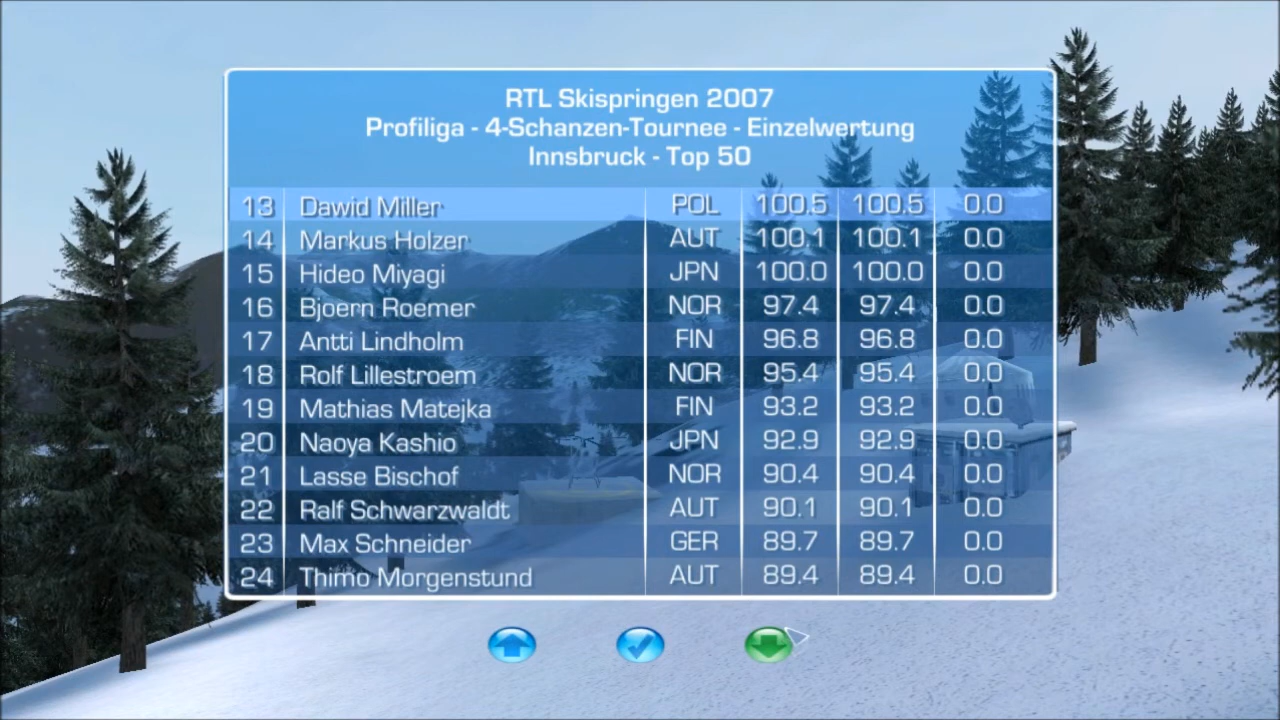 RTL Skispringen 2007
Profiliga - 4-Schanzen-Tournee - Einzelwertung
Innsbruck - Top 50
13 Dawid Miller POL 100.5 100.5 0.0
14 Markus Holzer AUT 100.1 100.1 0.0
15 Hideo Miyagi JPN 100.0 100.0 0.0
16 Bjoern Roemer NOR 97.4 97.4 0.0
17 Antti Lindholm FIN 96.8 96.8 0.0
18 Rolf Lillestroem NOR 95.4 95.4 0.0
19 Mathias Matejka FIN 93.2 93.2 0.0
20 Naoya Kashio JPN 92.9 92.9 0.0
21 Lasse Bischof NOR 90.4 90.4 0.0
22 Ralf Schwarzwaldt AUT 90.1 90.1 0.0
23 Max Schneider GER 89.7 89.7 0.0
24 Thimo Morgenstund AUT 89.4 89.4 0.0